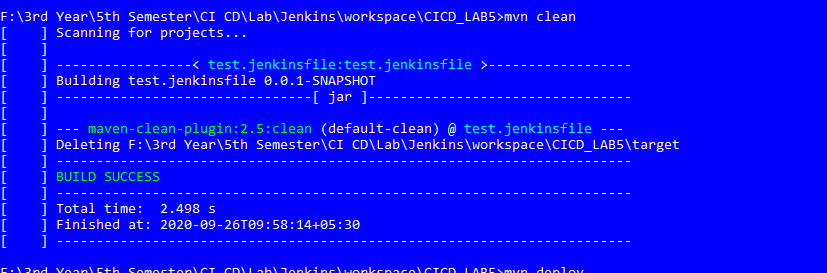 F:\3rd Year\5th Semester\CI CD\Lab\Jenkins\workspace\CICD_LAB5>mvn clean
[    ] Scanning for projects...
[    ]
[    ] -----------------< test.jenkinsfile:test.jenkinsfile >------------------
[    ] Building test.jenkinsfile 0.0.1-SNAPSHOT
[    ] --------------------------------[ jar ]---------------------------------
[    ]
[    ] --- maven-clean-plugin:2.5:clean (default-clean) @ test.jenkinsfile ---
[    ] Deleting F:\3rd Year\5th Semester\CI CD\Lab\Jenkins\workspace\CICD_LAB5\target
[    ] ------------------------------------------------------------------------
[    ] BUILD SUCCESS
[    ] ------------------------------------------------------------------------
[    ] Total time:  2.498 s
[    ] Finished at: 2020-09-26T09:58:14+05:30
[    ] ------------------------------------------------------------------------
F:\3rd Year\5th Semester\CI CD\Lab\Jenkins\workspace\CICD_LAB5>mvn deploy